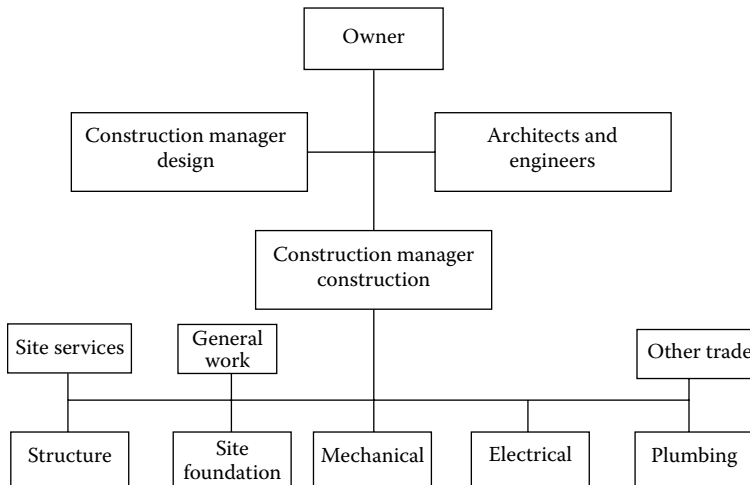 Owner
Construction manager
design
Architects and
engineers
Construction manager
construction
Site services
General
work
Other trade
Structure
Site
foundation
Mechanical
Electrical
Plumbing